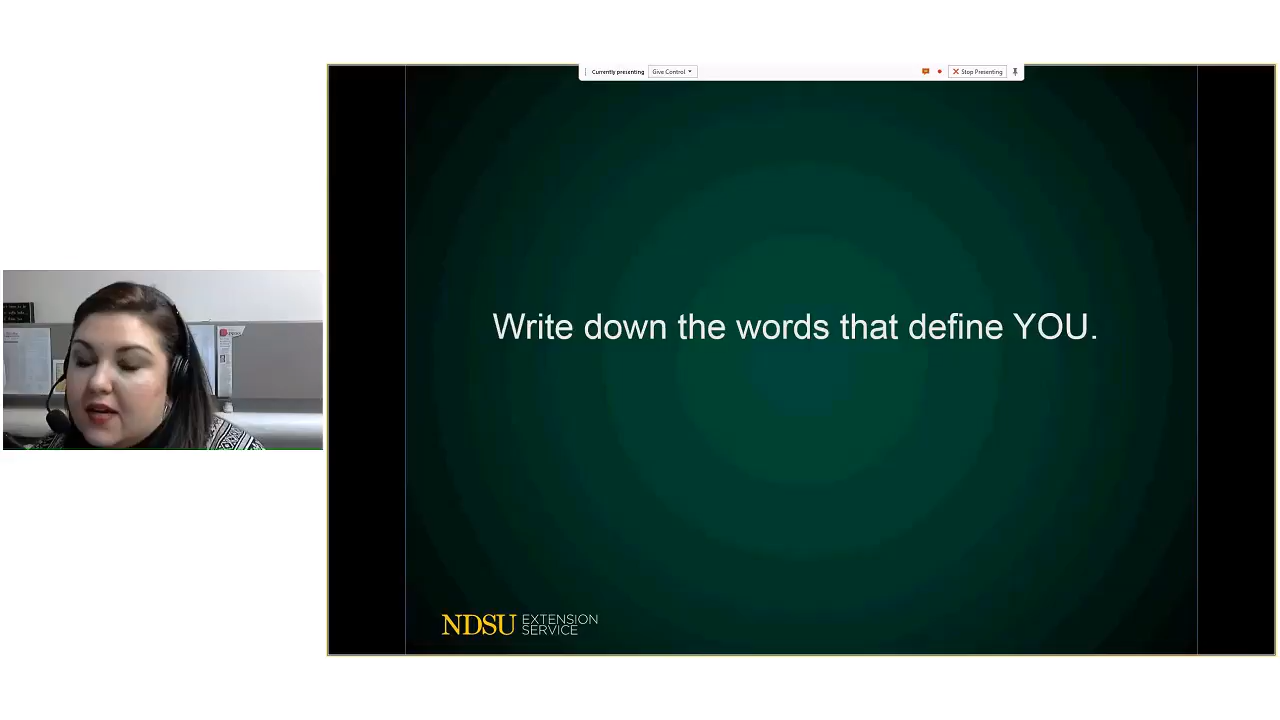 Currently presenting Give Control Stop Presenting
Write down the words that define YOU.
NDSU EXTENSION
SERVICE